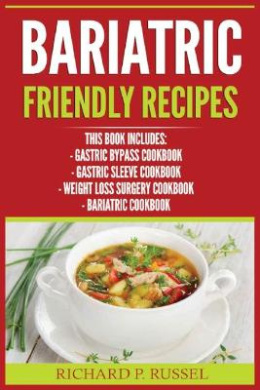 BARIATRIC
FRIENDLY RECIPES
THIS BOOK INCLUDES:
- GASTRIC BYPASS COOKBOOK
- GASTRIC SLEEVE COOKBOOK
- WEIGHT LOSS SURGERY COOKBOOK
- BARIATRIC COOKBOOK
RICHARD P. RUSSEL